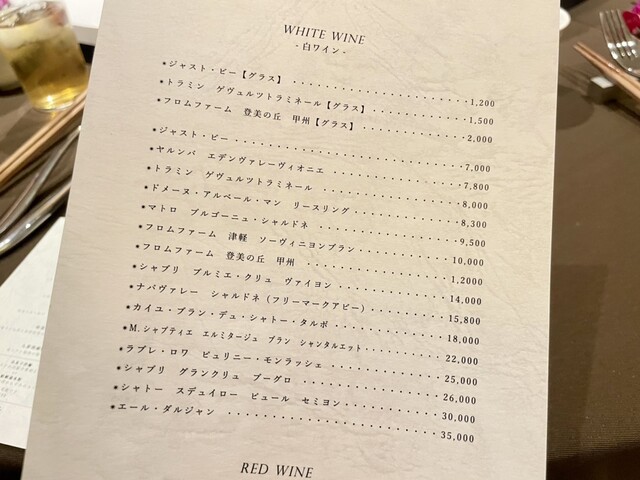 WHITE WINE
- 白ワイン -
*ジャスト・ビー【グラス】 ・・・・・・・・・・・・・・・・・・・・・・・1,200
*トラミン ゲヴュルツトラミネール【グラス】 ・・・・・・・・・・・・1,500
*フロムファーム 登美の丘 甲州【グラス】 ・・・・・・・・・・・・・2,000
*ジャスト・ビー ・・・・・・・・・・・・・・・・・・・・・・・・・・・・7,000
*ヤルンバ エデンヴァレーヴィオニエ ・・・・・・・・・・・・・・・7,800
*トラミン ゲヴュルツトラミネール ・・・・・・・・・・・・・・・・・8,000
*ドメーヌ・アルベール・マン リースリング・・・・・・・・・・・・・8,300
*マトロ ブルゴーニュ・シャルドネ ・・・・・・・・・・・・・・・・・9,500
*フロムファーム 津軽 ソーヴィニヨンブラン・・・・・・・・・・・・10,000
*フロムファーム 登美の丘 甲州 ・・・・・・・・・・・・・・・・・・1,2000
*シャブリ プルミエ・クリュ ヴァイヨン ・・・・・・・・・・・・・・14,000
*ナパヴァレー シャルドネ(フリーマークアビー) ・・・・・・・・・・15,800
*カイユ・ブラン・デュ・シャトー・タルボ ・・・・・・・・・・・・・・18,000
*M.シャプティエ エルミタージュ ブラン シャンタルエット・・・・・・・・22,000
*ラブレ・ロワ ピュリニー・モンラッシェ ・・・・・・・・・・・・・・25,000
*シャブリ グランクリュ ブーグロ ・・・・・・・・・・・・・・・・・26,000
*シャトー スデュイロー ピュール セミヨン・・・・・・・・・・・・・30,000
*エール・ダルジャン ・・・・・・・・・・・・・・・・・・・・・・・・・35,000
RED WINE